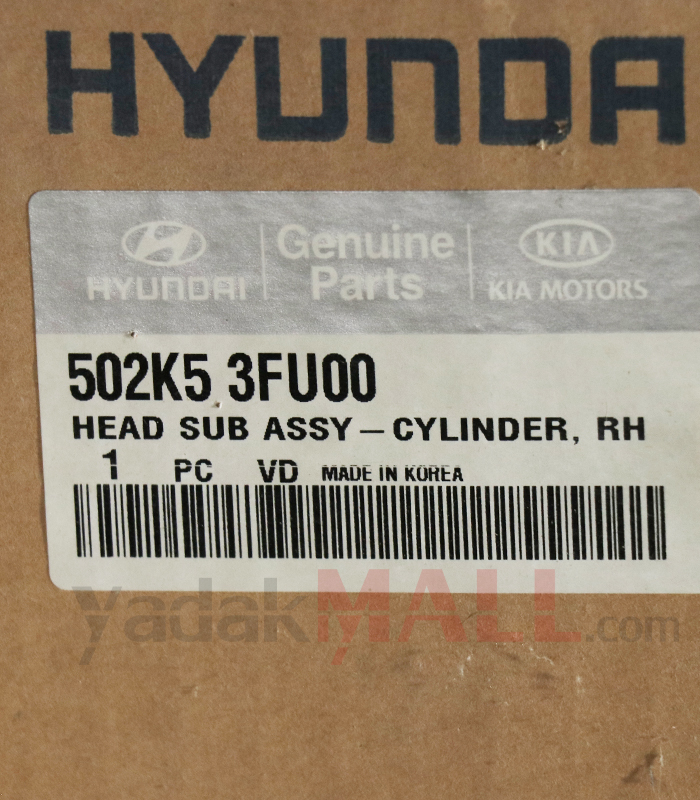 HYUNDA
HYUNDAI
Genuine
Parts
KIA
KIA MOTORS
502K5 3FU00
HEAD SUB ASSY－CYLINDER, RH
1 PC VD MADE IN KOREA
yadakMALL.com